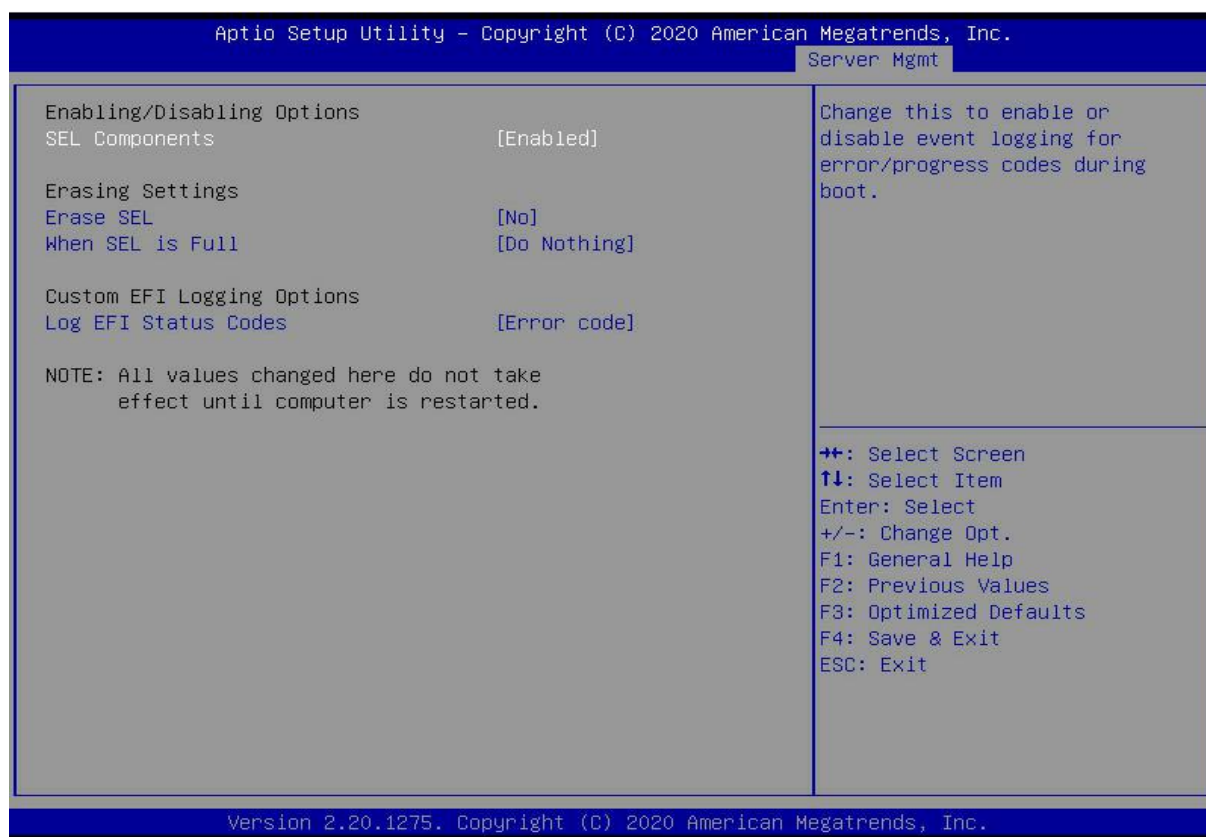 Aptio Setup Utility – Copyright (C) 2020 American Megatrends, Inc.
Server Mgmt
Enabling/Disabling Options
SEL Components [Enabled]
Erasing Settings
Erase SEL [No]
When SEL is Full [Do Nothing]
Custom EFI Logging Options
Log EFI Status Codes [Error code]
NOTE: All values changed here do not take
effect until computer is restarted.
Change this to enable or
disable event logging for
error/progress codes during
boot.
→←: Select Screen
↑↓: Select Item
Enter: Select
+/-: Change Opt.
F1: General Help
F2: Previous Values
F3: Optimized Defaults
F4: Save & Exit
ESC: Exit
Version 2.20.1275. Copyright (C) 2020 American Megatrends, Inc.